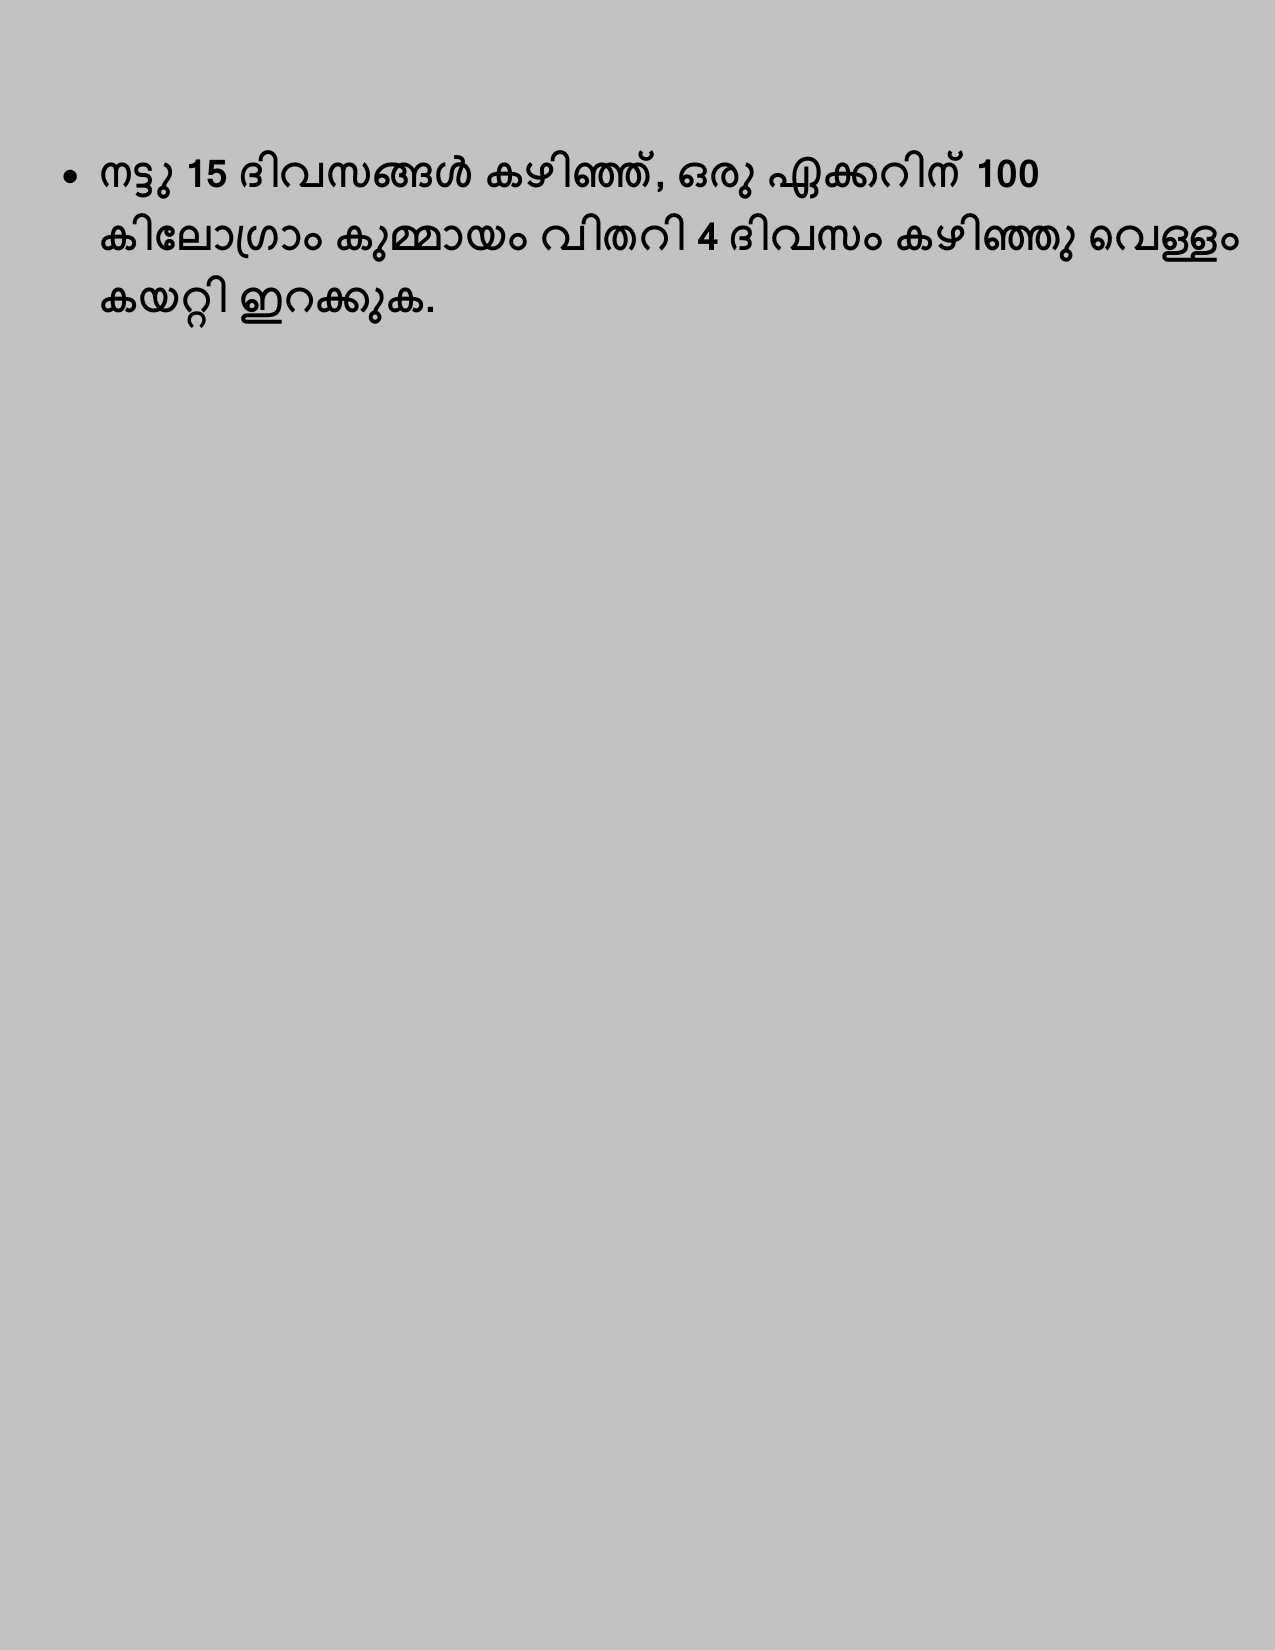 • നട്ടു 15 ദിവസങ്ങൾ കഴിഞ്ഞ്, ഒരു ഏക്കറിന് 100
കിലോഗ്രാം കുമ്മായം വിതറി 4 ദിവസം കഴിഞ്ഞു വെള്ളം
കയറ്റി ഇറക്കുക.